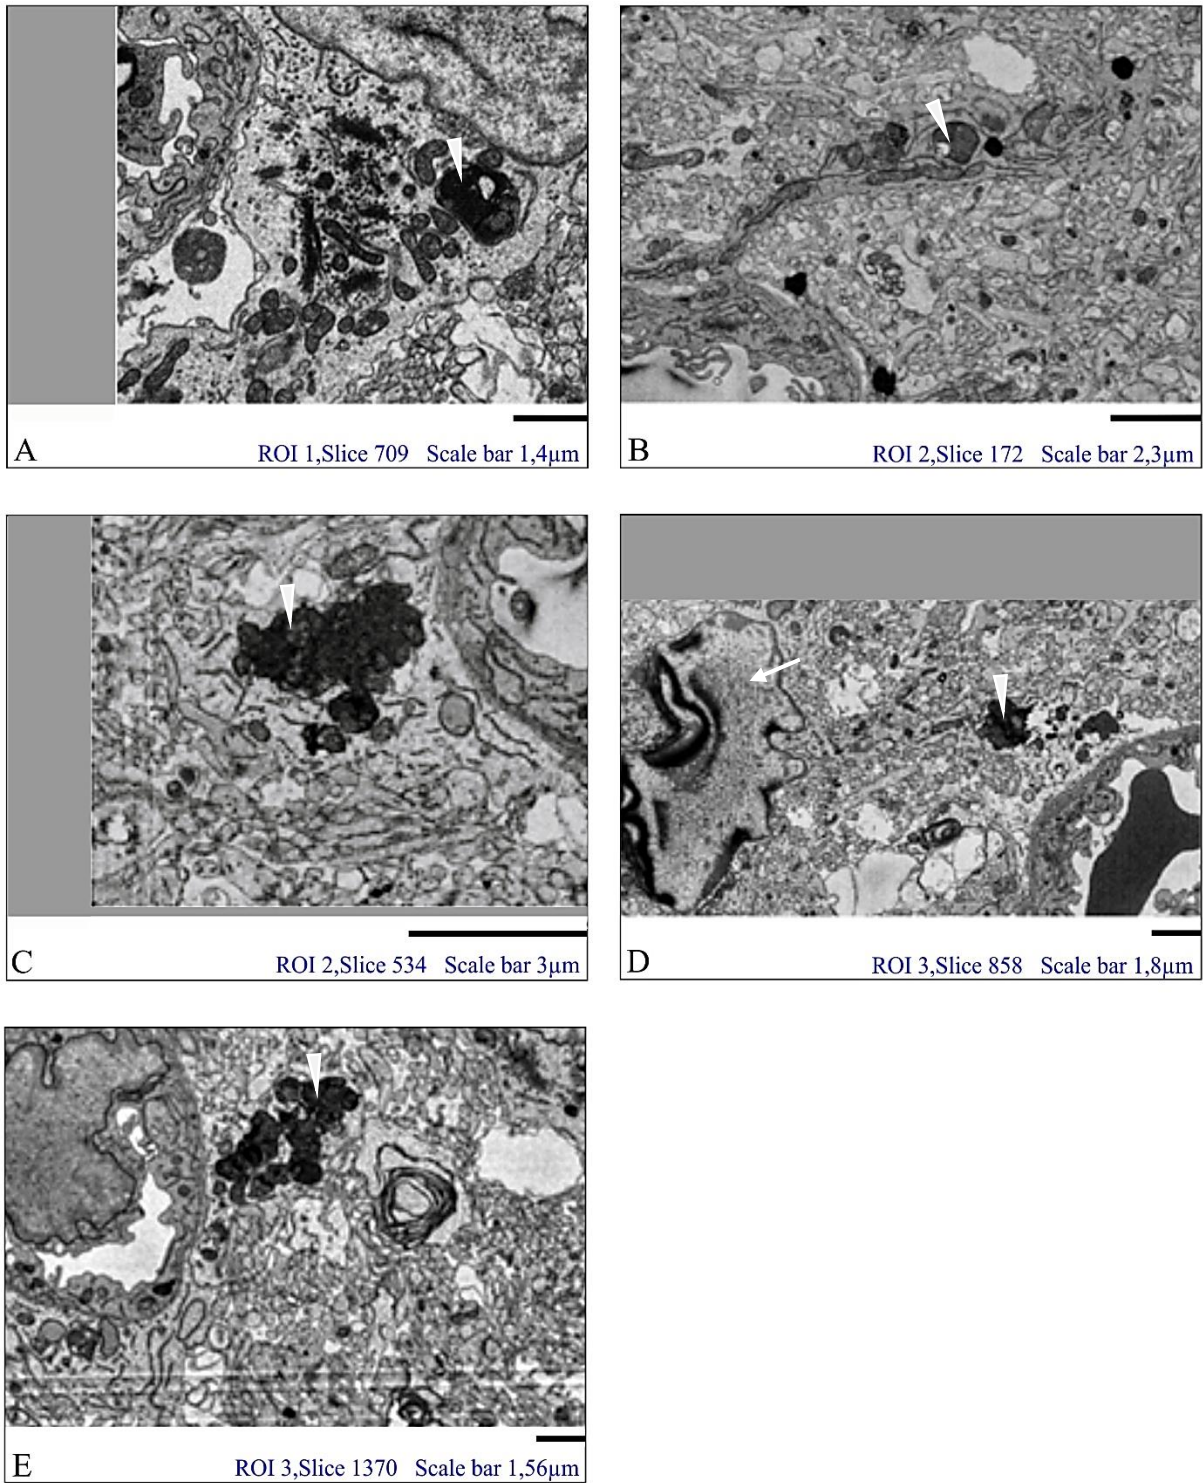 A ROI 1,Slice 709 Scale bar 1,4µm
B ROI 2,Slice 172 Scale bar 2,3µm
C ROI 2,Slice 534 Scale bar 3µm
D ROI 3,Slice 858 Scale bar 1,8µm
E ROI 3,Slice 1370 Scale bar 1,56µm